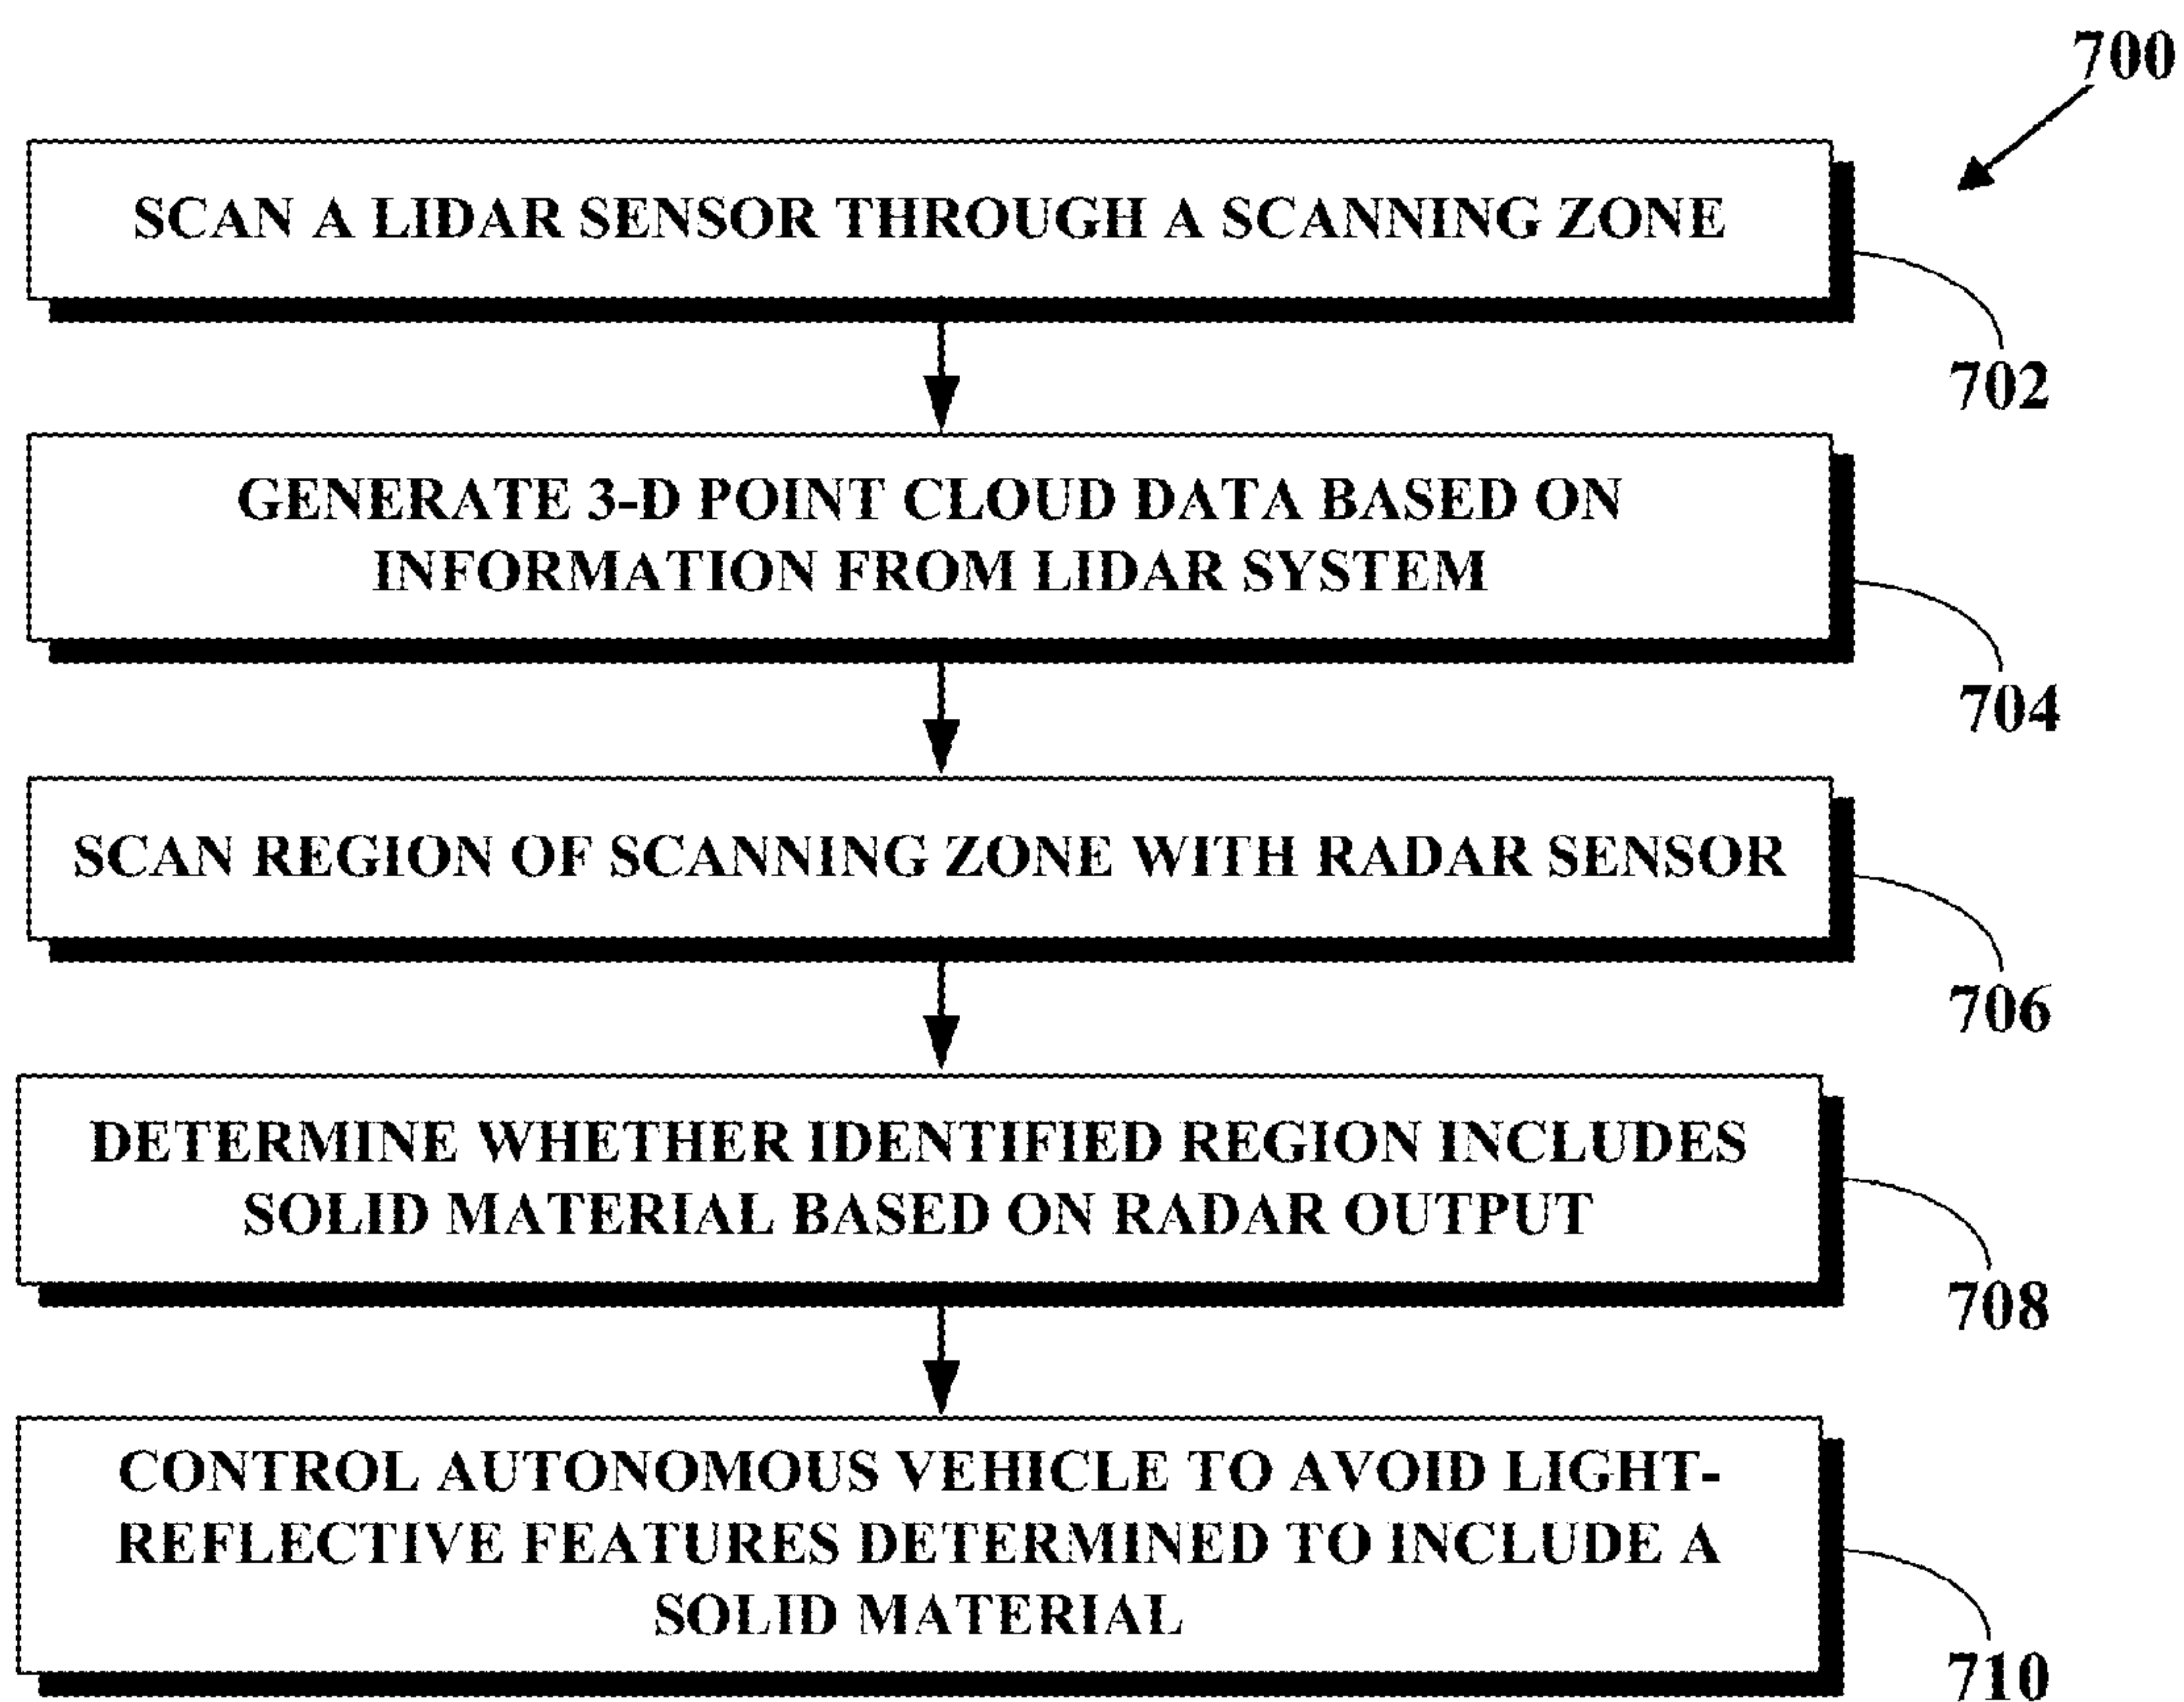 700
SCAN A LIDAR SENSOR THROUGH A SCANNING ZONE
702
GENERATE 3-D POINT CLOUD DATA BASED ON
INFORMATION FROM LIDAR SYSTEM
704
SCAN REGION OF SCANNING ZONE WITH RADAR SENSOR
706
DETERMINE WHETHER IDENTIFIED REGION INCLUDES
SOLID MATERIAL BASED ON RADAR OUTPUT
708
CONTROL AUTONOMOUS VEHICLE TO AVOID LIGHT-
REFLECTIVE FEATURES DETERMINED TO INCLUDE A
SOLID MATERIAL
710